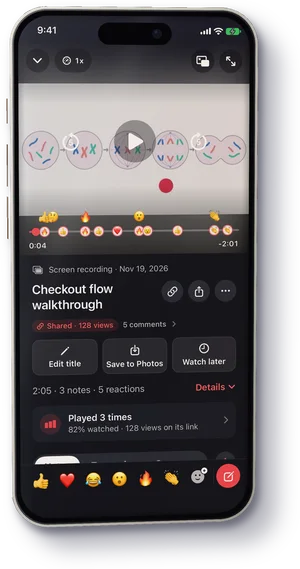 9:41
1x
0:04
-2:01
Screen recording · Nov 19, 2026
Checkout flow
walkthrough
Shared · 128 views
5 comments
Edit title
Save to Photos
Watch later
2:05 · 3 notes · 5 reactions
Details
Played 3 times
82% watched · 128 views on its link